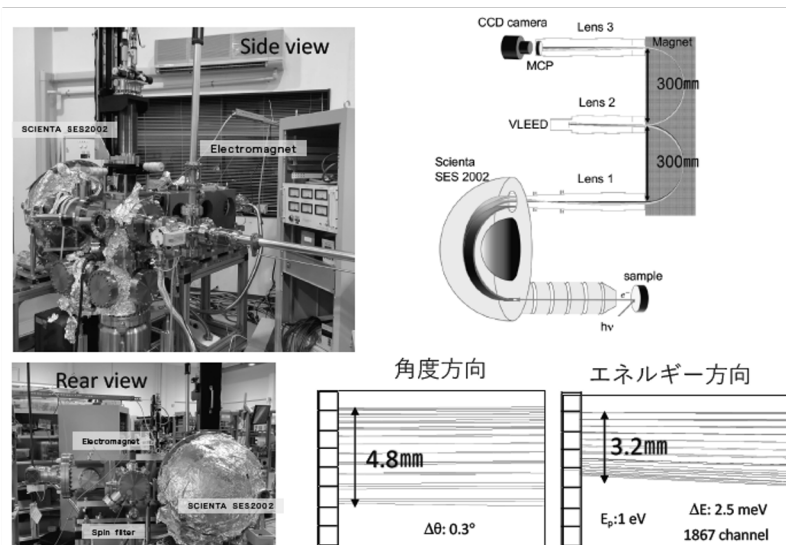 Side view
SCIENTA SES2002
Electromagnet
CCD camera
Lens 3
Magnet
MCP
300mm
Lens 2
VLEED
300mm
Scienta
SES 2002
Lens 1
sample
e⁻
hν
Rear view
Electromagnet
SCIENTA SES2002
Spin filter
角度方向
4.8㎜
Δθ: 0.3°
エネルギー方向
3.2㎜
Eₚ:1 eV
ΔE: 2.5 meV
1867 channel